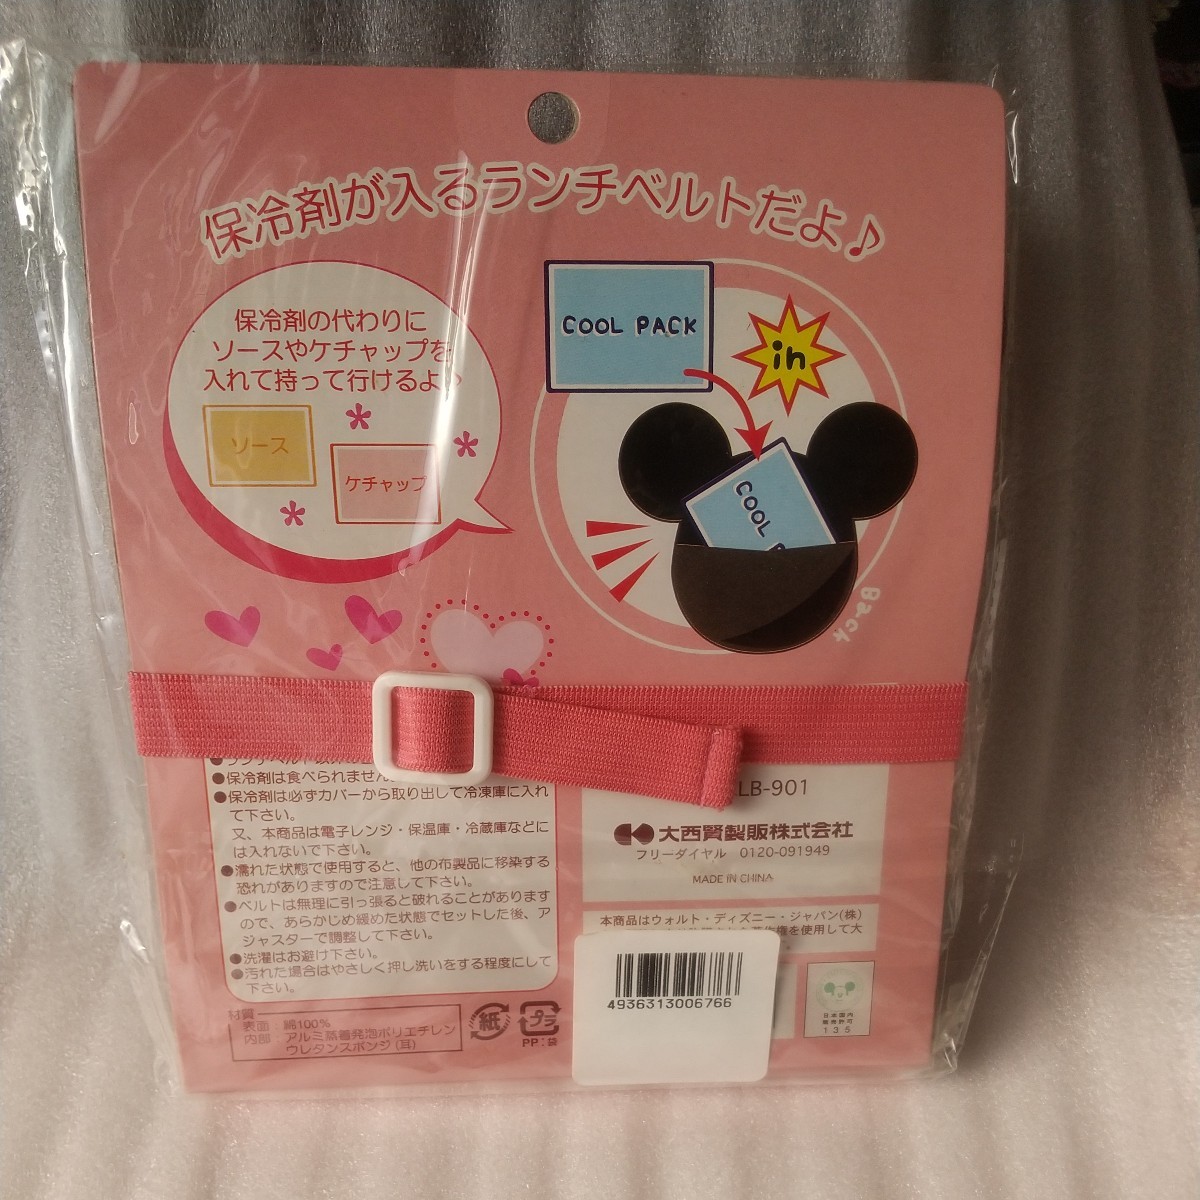 保冷剤が入るランチベルトだよ♪
保冷剤の代わりに
ソースやケチャップを
入れて持って行けるよ♪
ソース
ケチャップ
COOL PACK
in
COOL P
Back
●保冷剤は食べられません
●保冷剤は必ずカバーから取り出して冷凍庫に入れ
て下さい。
又、本商品は電子レンジ・保温庫・冷蔵庫などに
は入れないで下さい。
●濡れた状態で使用すると、他の布製品に移染する
恐れがありますので注意して下さい。
●ベルトは無理に引っ張ると破れることがあります
ので、あらかじめ緩めた状態でセットした後、ア
ジャスターで調整して下さい。
●洗濯はお避け下さい。
●汚れた場合はやさしく押し洗いをする程度にして
下さい。
材質
表面：綿100%
内部 アルミ蒸着発泡ポリエチレン
ウレタンスポンジ(耳)
紙
プラ
PP：袋
LB-901
大西賢製販株式会社
フリーダイヤル 0120-091949
MADE IN CHINA
本商品はウォルト・ディズニー・ジャパン(株)
を使用して大
4936313006766
日本国内
販売許可
135